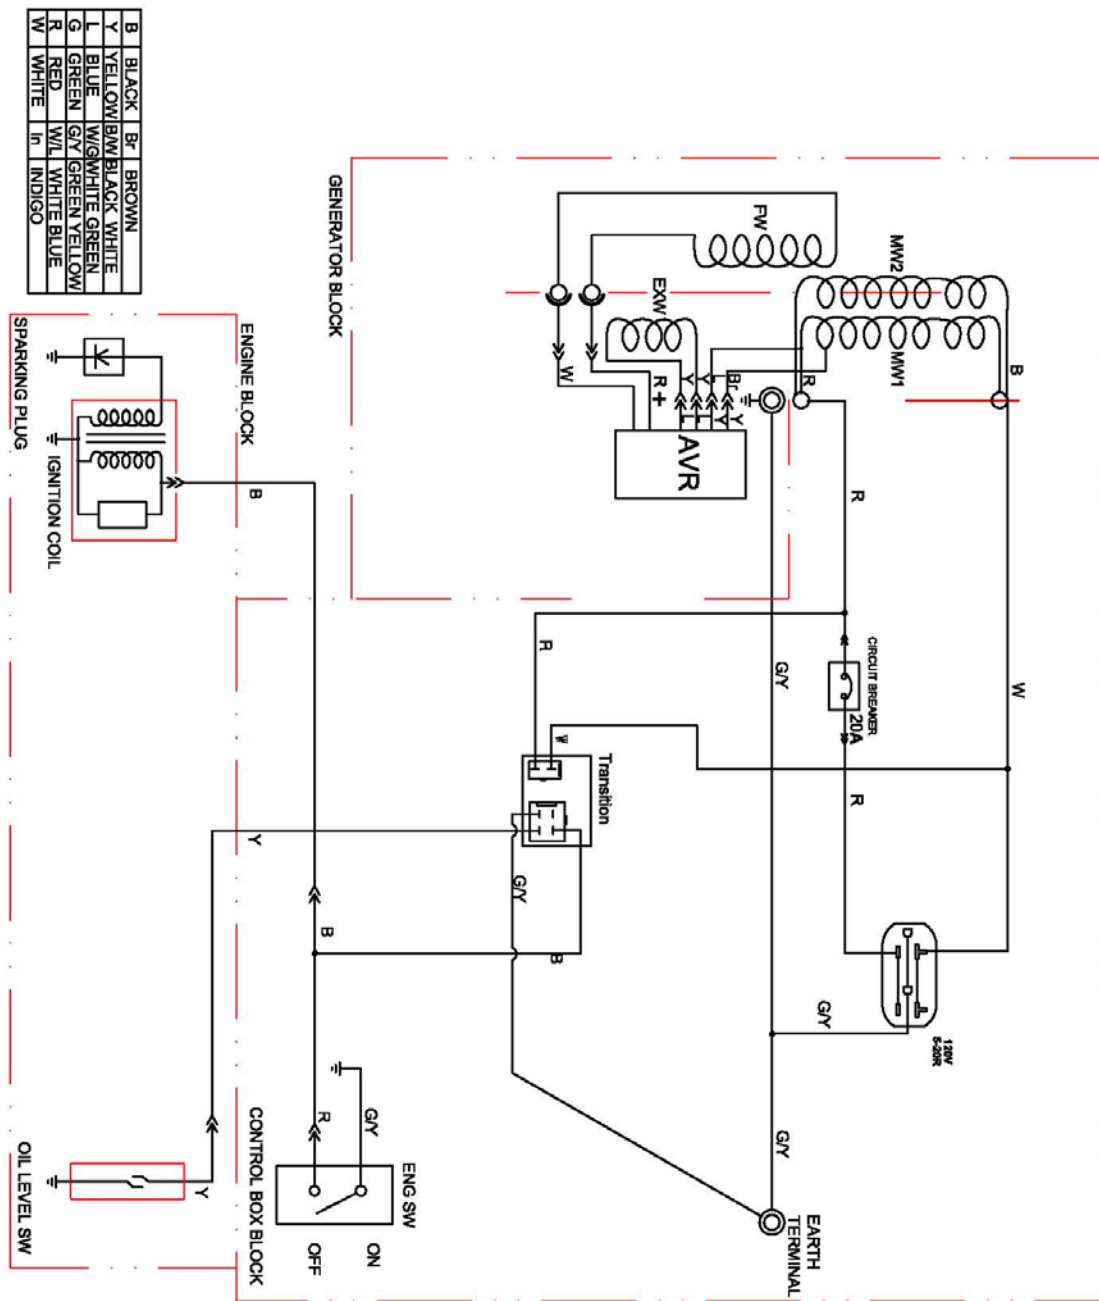 B BLACK Br BROWN
Y YELLOW B/W BLACK WHITE
L BLUE W/G WHITE GREEN
G GREEN G/Y GREEN YELLOW
R RED W/L WHITE BLUE
W WHITE In INDIGO
GENERATOR BLOCK
FW
EXW
MW2
MW1
B
W
R+
Y
Y
Br
R
L
L
Y
Y
AVR
R
G/Y
W
CIRCUIT BREAKER
20A
R
R
W
Transition
G/Y
G/Y
120V
5-20R
G/Y
EARTH
TERMINAL
ENGINE BLOCK
SPARKING PLUG
IGNITION COIL
B
Y
B
B
R
G/Y
ENG SW
ON
OFF
CONTROL BOX BLOCK
Y
OIL LEVEL SW